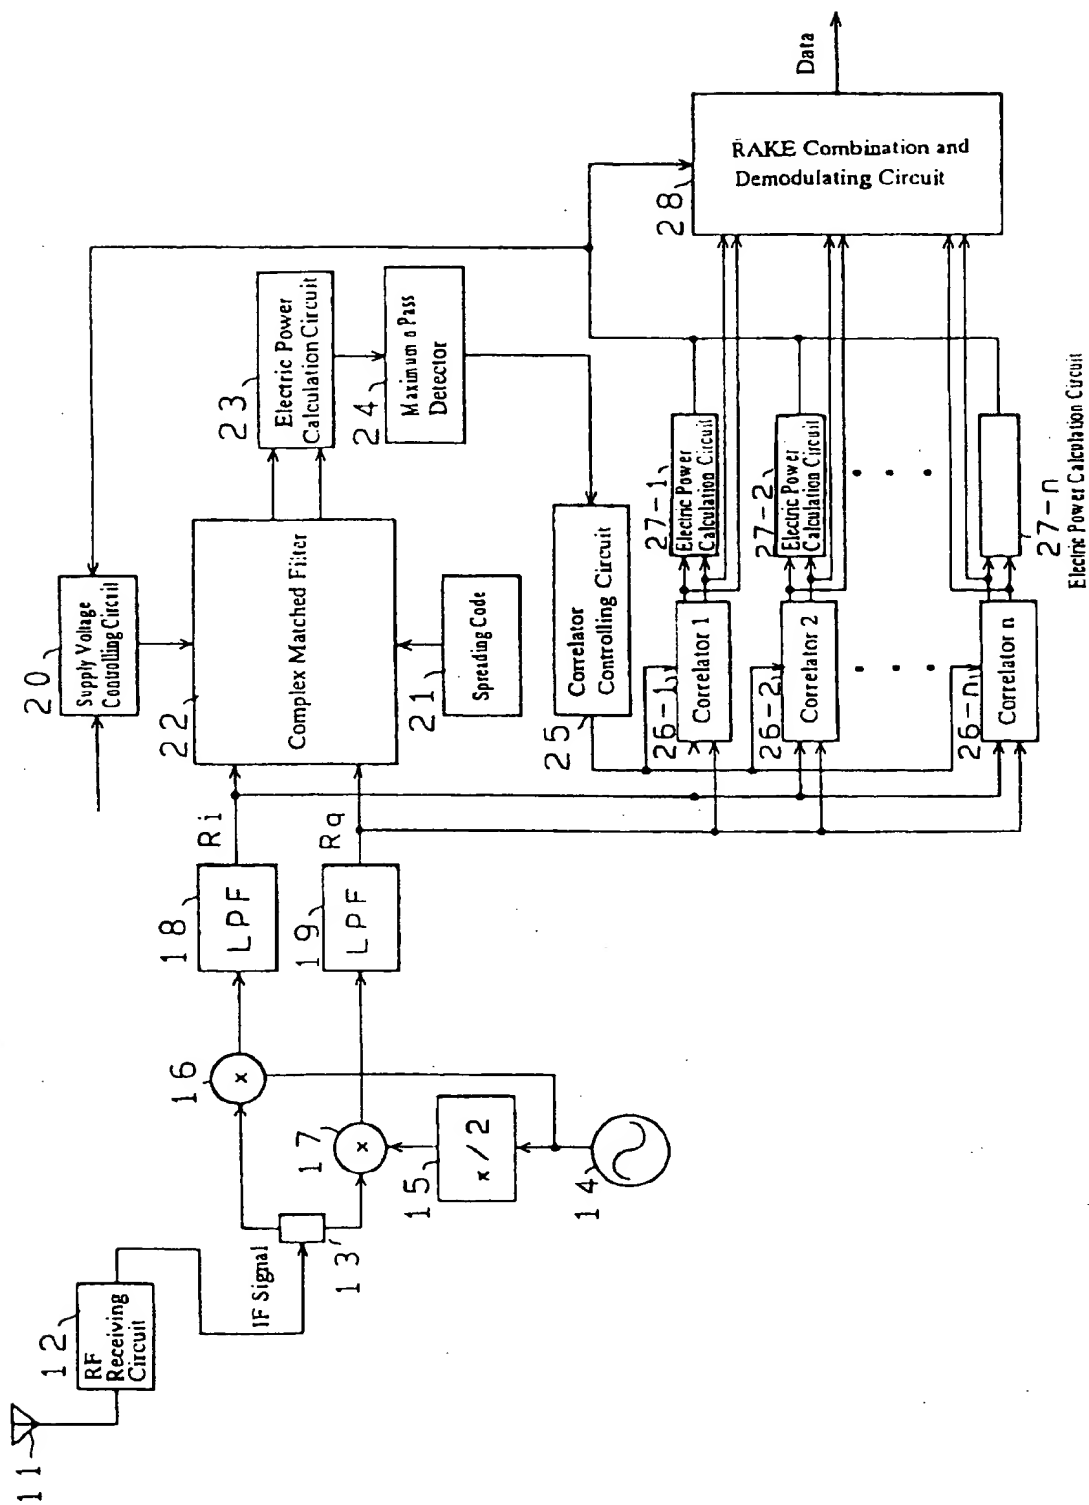 11
12
RF
Receiving
Circuit
IF Signal
13
14
15
π/2
16
x
17
x
18
LPF
19
LPF
Ri
Rq
20
Supply Voltage
Controlling Circuit
22
Complex Matched Filter
21
Spreading Code
23
Electric Power
Calculation Circuit
24
Maximum n Pass
Detector
25
Correlator
Controlling Circuit
26-1
Correlator 1
26-2
Correlator 2
26-n
Correlator n
27-1
Electric Power
Calculation Circuit
27-2
Electric Power
Calculation Circuit
27-n
Electric Power Calculation Circuit
28
RAKE Combination and
Demodulating Circuit
Data